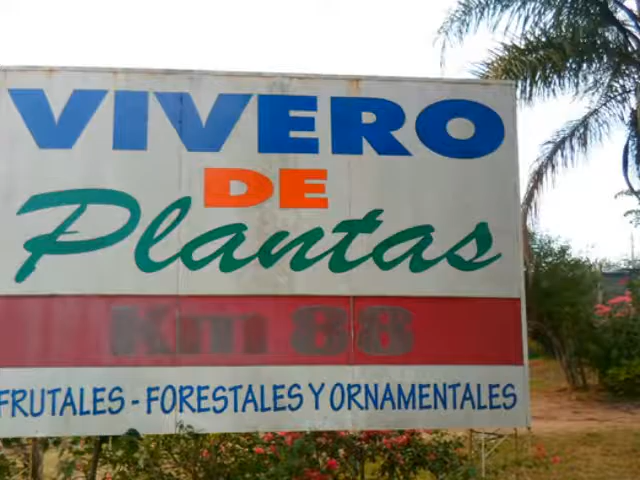 VIVERO
DE
Plantas
Km 88
FRUTALES - FORESTALES Y ORNAMENTALES